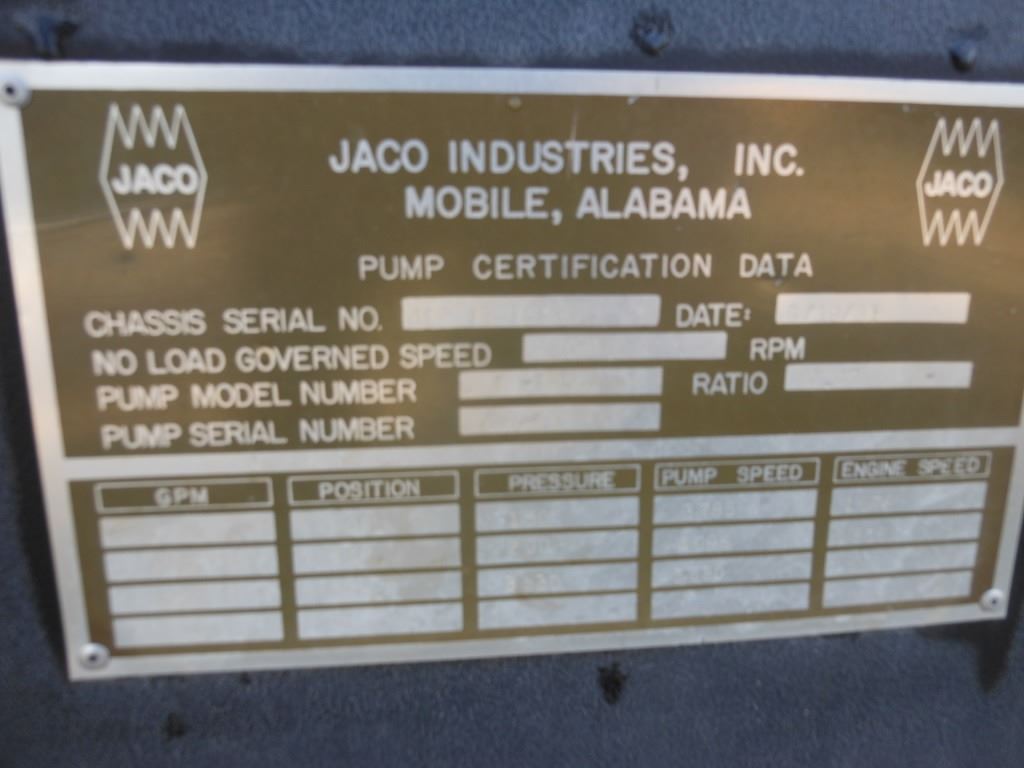 JACO
JACO INDUSTRIES, INC.
JACO
MOBILE, ALABAMA
PUMP CERTIFICATION DATA
CHASSIS SERIAL NO. DATE:
NO LOAD GOVERNED SPEED RPM
PUMP MODEL NUMBER RATIO
PUMP SERIAL NUMBER
GPM POSITION PRESSURE PUMP SPEED ENGINE SPEED